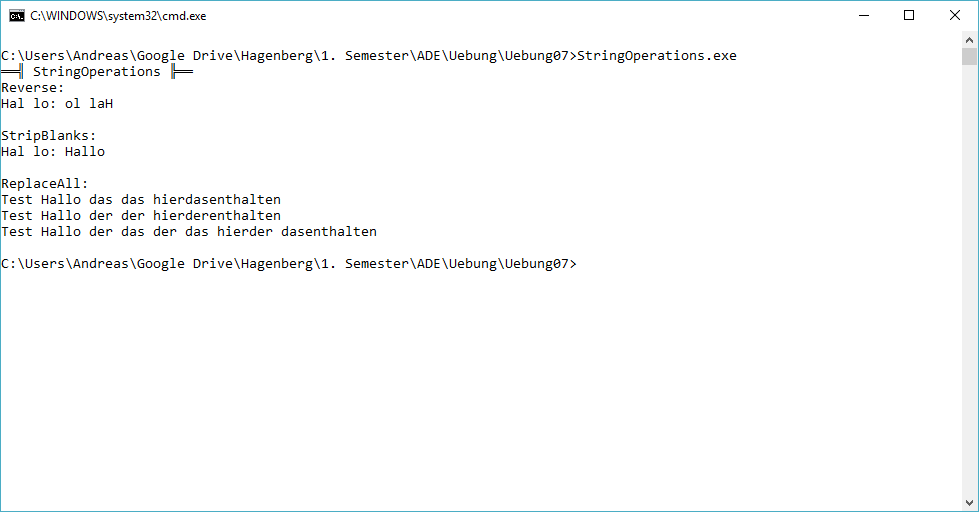 C:\WINDOWS\system32\cmd.exe
C:\Users\Andreas\Google Drive\Hagenberg\1. Semester\ADE\Uebung\Uebung07>StringOperations.exe
══╣ StringOperations ╠══
Reverse:
Hal lo: ol laH
StripBlanks:
Hal lo: Hallo
ReplaceAll:
Test Hallo das das hierdasenthalten
Test Hallo der der hierderenthalten
Test Hallo der das der das hierder dasenthalten
C:\Users\Andreas\Google Drive\Hagenberg\1. Semester\ADE\Uebung\Uebung07>